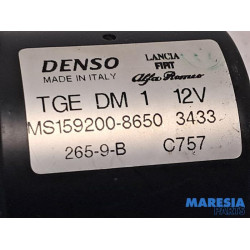 DENSO
MADE IN ITALY
LANCIA
FIAT
Alfa Romeo
TGE DM 1 12V
MS159200-8650 3433
265-9-B C757
MARESIA
PARTS